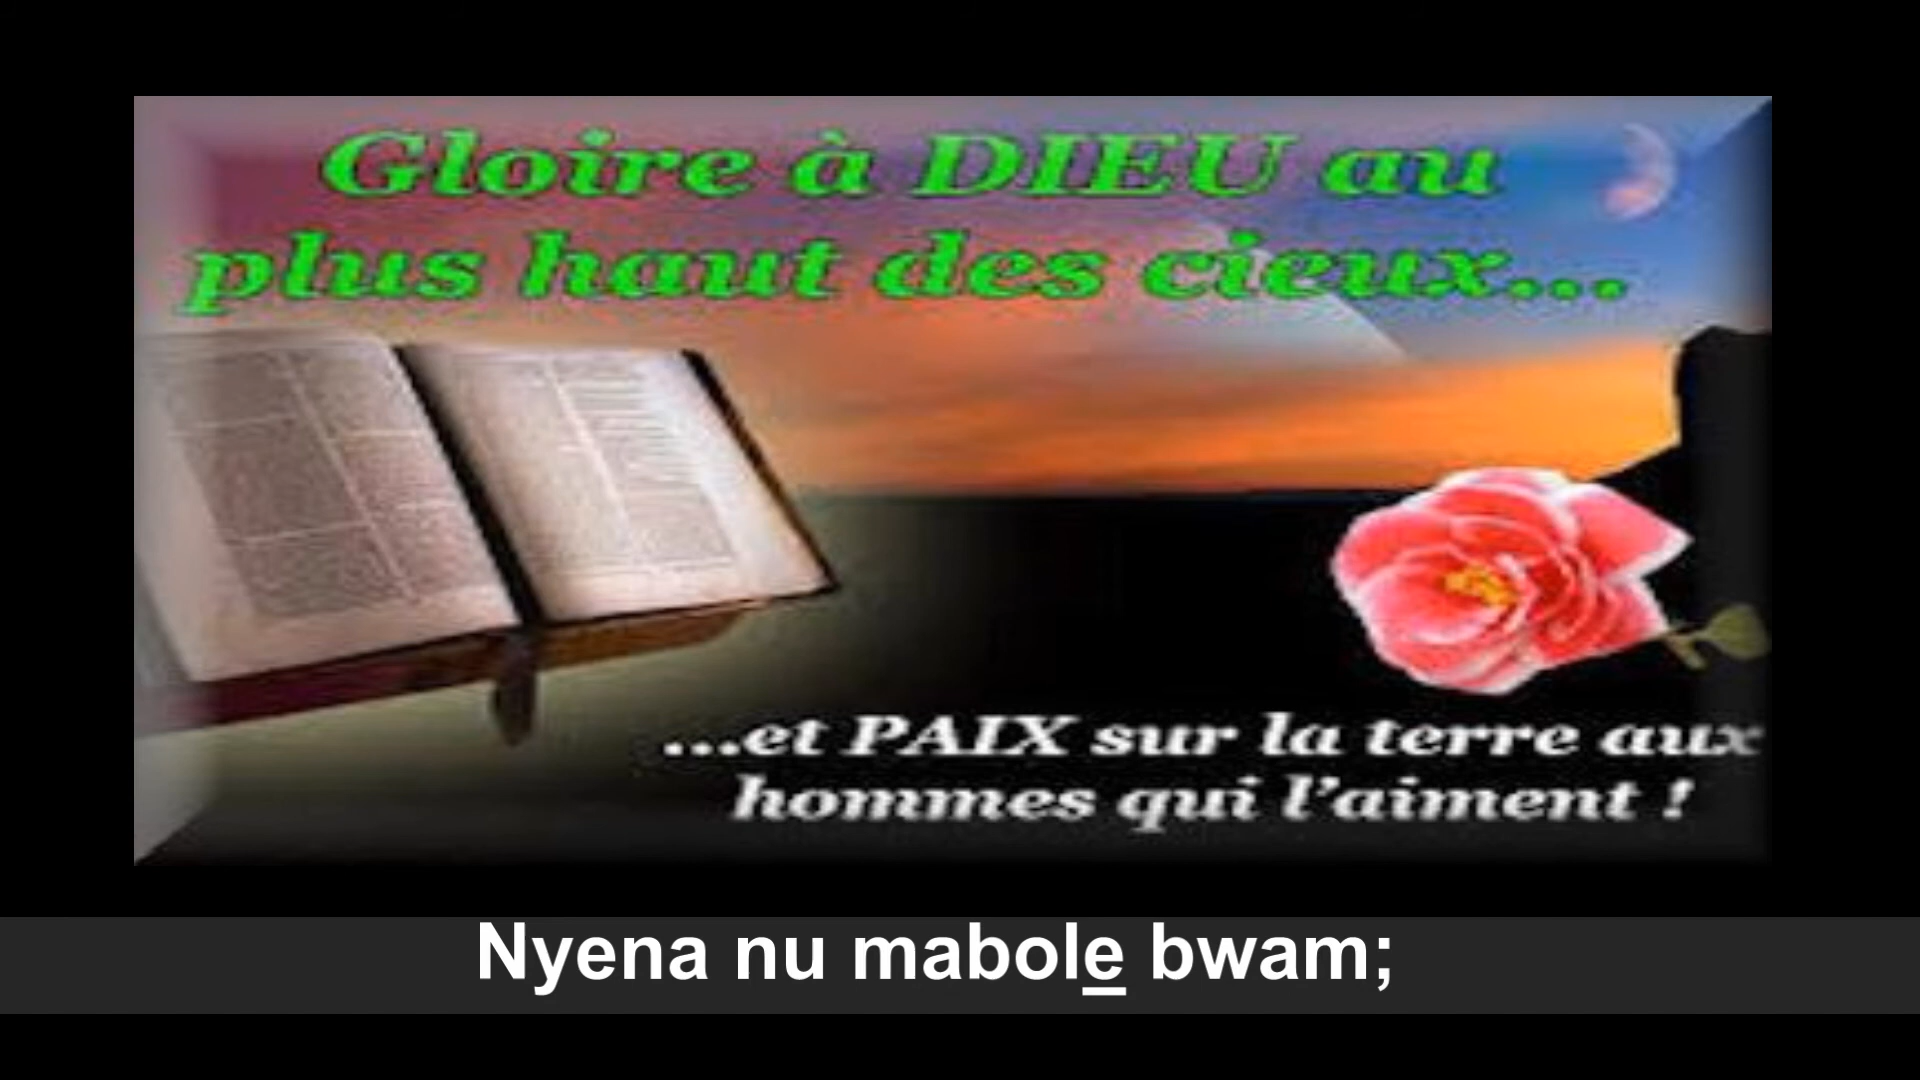 Gloire à DIEU au
plus haut des cieux...
...et PAIX sur la terre aux
hommes qui l'aiment !
Nyena nu mabole̱ bwam;